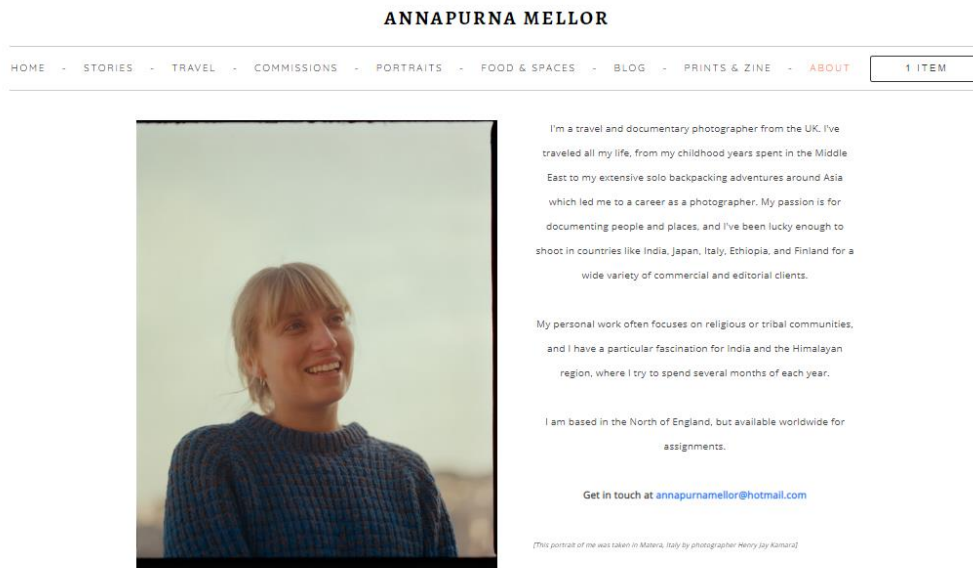 ANNAPURNA MELLOR
HOME - STORIES - TRAVEL - COMMISSIONS - PORTRAITS - FOOD & SPACES - BLOG - PRINTS & ZINE - ABOUT 1 ITEM
I'm a travel and documentary photographer from the UK. I've
traveled all my life, from my childhood years spent in the Middle
East to my extensive solo backpacking adventures around Asia
which led me to a career as a photographer. My passion is for
documenting people and places, and I've been lucky enough to
shoot in countries like India, Japan, Italy, Ethiopia, and Finland for a
wide variety of commercial and editorial clients.
My personal work often focuses on religious or tribal communities,
and I have a particular fascination for India and the Himalayan
region, where I try to spend several months of each year.
I am based in the North of England, but available worldwide for
assignments.
Get in touch at annapurnamellor@hotmail.com
[This portrait of me was taken in Matera, Italy by photographer Henry Jay Kamara]